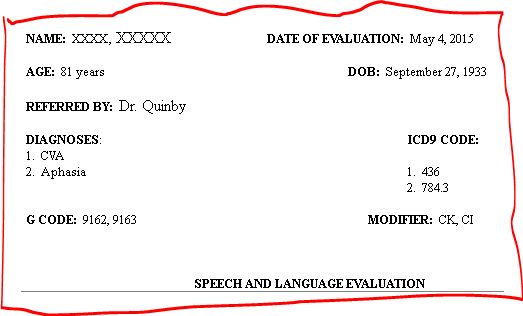 NAME: XXXX, XXXXX DATE OF EVALUATION: May 4, 2015
AGE: 81 years DOB: September 27, 1933
REFERRED BY: Dr. Quinby
DIAGNOSES: ICD9 CODE:
1. CVA
2. Aphasia 1. 436
2. 784.3
G CODE: 9162, 9163 MODIFIER: CK, CI
SPEECH AND LANGUAGE EVALUATION